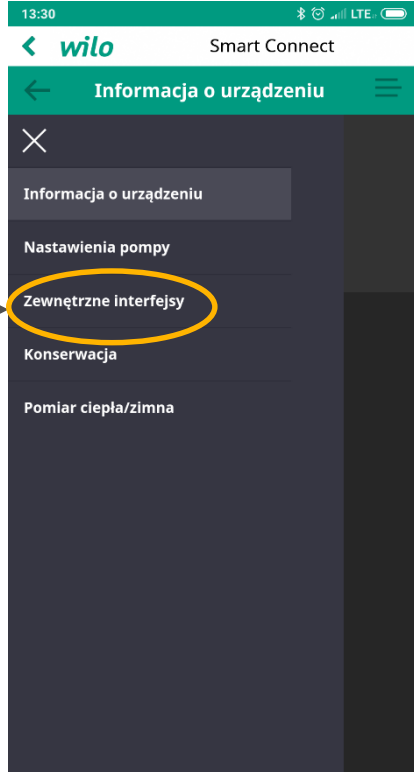 13:30 LTE
wilo Smart Connect
Informacja o urządzeniu
Informacja o urządzeniu
Nastawienia pompy
Zewnętrzne interfejsy
Konserwacja
Pomiar ciepła/zimna